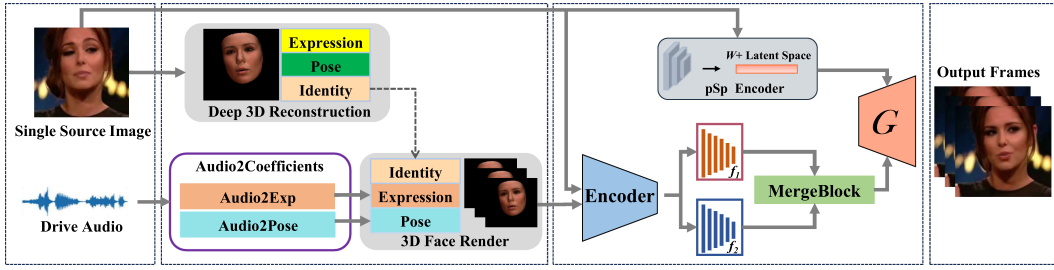 Single Source Image
Drive Audio
Expression
Pose
Identity
Deep 3D Reconstruction
Audio2Coefficients
Audio2Exp
Audio2Pose
Identity
Expression
Pose
3D Face Render
W+ Latent Space
pSp Encoder
Encoder
f1
f2
MergeBlock
G
Output Frames